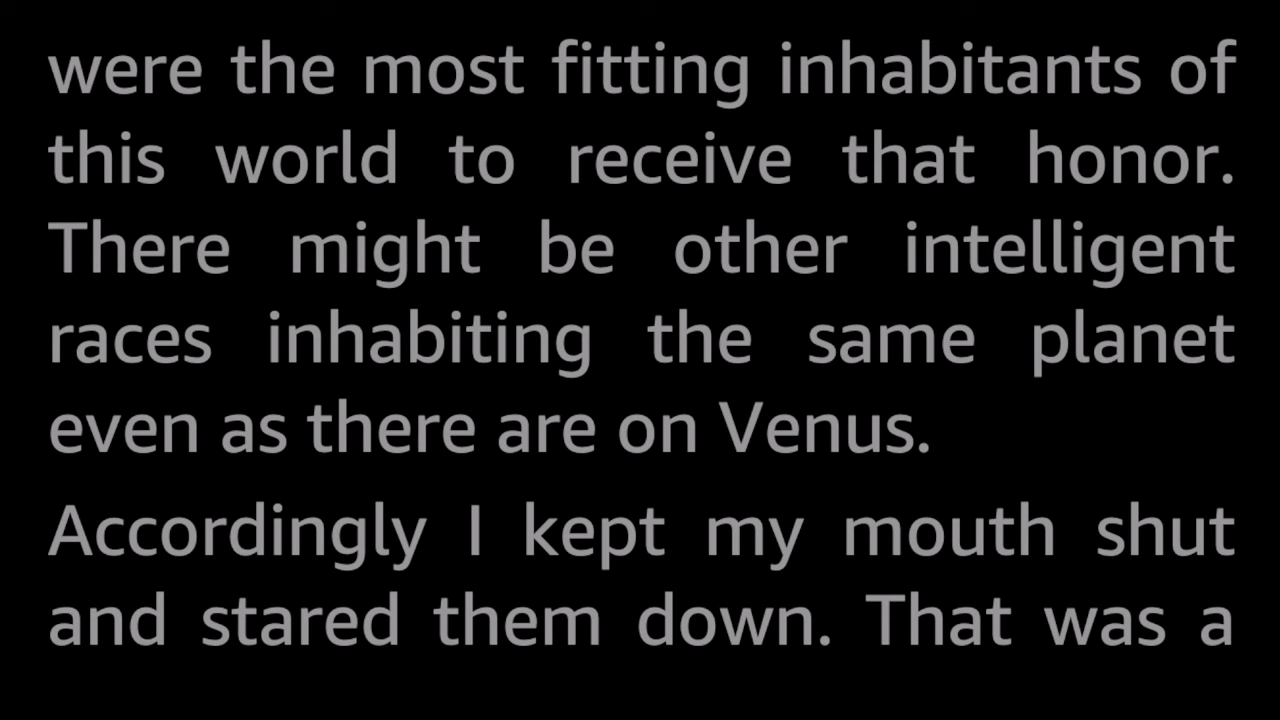 were the most fitting inhabitants of
this world to receive that honor.
There might be other intelligent
races inhabiting the same planet
even as there are on Venus.
Accordingly I kept my mouth shut
and stared them down. That was a